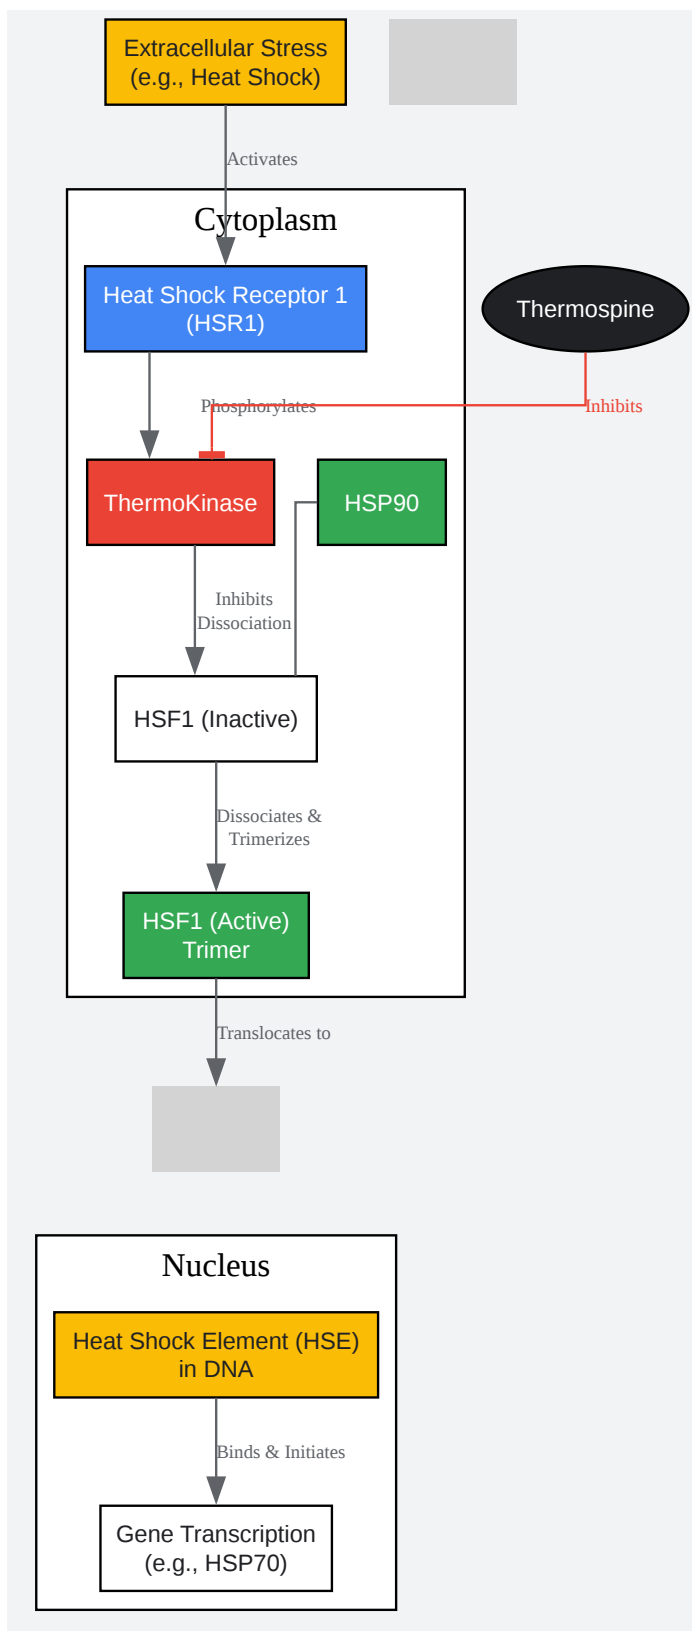 Extracellular Stress
(e.g., Heat Shock)
Activates
Cytoplasm
Heat Shock Receptor 1
(HSR1)
Thermospine
Phosphorylates
Inhibits
ThermoKinase
HSP90
Inhibits
Dissociation
HSF1 (Inactive)
Dissociates &
Trimerizes
HSF1 (Active)
Trimer
Translocates to
Nucleus
Heat Shock Element (HSE)
in DNA
Binds & Initiates
Gene Transcription
(e.g., HSP70)